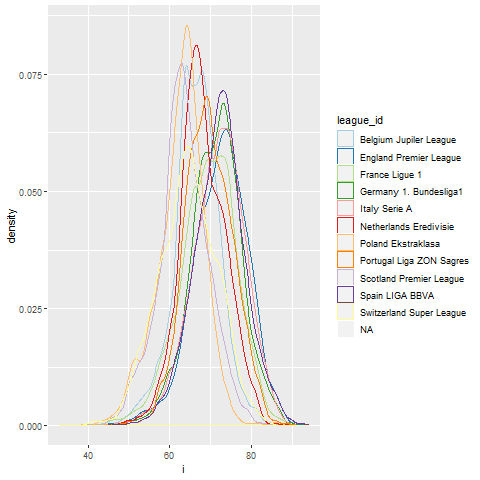 0.075
0.050
0.025
0.000
density
40
60
80
i
league_id
Belgium Jupiler League
England Premier League
France Ligue 1
Germany 1. Bundesliga1
Italy Serie A
Netherlands Eredivisie
Poland Ekstraklasa
Portugal Liga ZON Sagres
Scotland Premier League
Spain LIGA BBVA
Switzerland Super League
NA